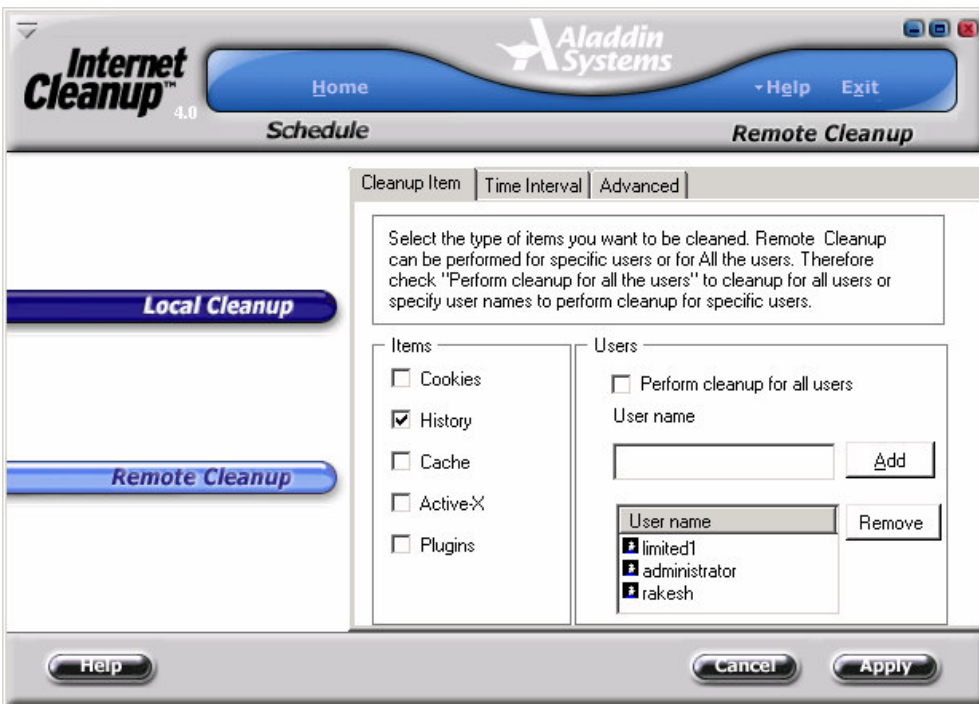 Internet
Cleanup™
4.0
Aladdin
Systems
Home
Help
Exit
Schedule
Remote Cleanup
Local Cleanup
Remote Cleanup
Cleanup Item
Time Interval
Advanced
Select the type of items you want to be cleaned. Remote Cleanup
can be performed for specific users or for All the users. Therefore
check "Perform cleanup for all the users" to cleanup for all users or
specify user names to perform cleanup for specific users.
Items
Cookies
History
Cache
Active-X
Plugins
Users
Perform cleanup for all users
User name
Add
User name
Remove
limited1
administrator
rakesh
Help
Cancel
Apply